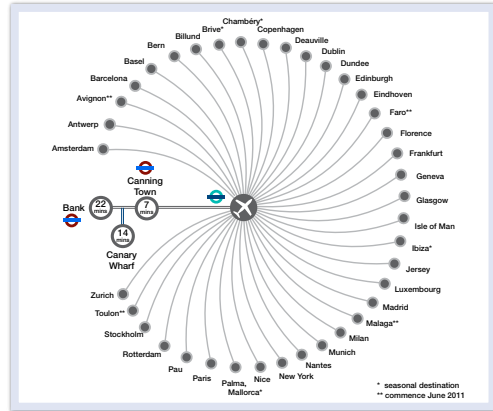 Chambéry*
Brive*
Copenhagen
Billund
Deauville
Bern
Dublin
Basel
Dundee
Barcelona
Edinburgh
Avignon**
Eindhoven
Antwerp
Faro**
Amsterdam
Florence
Frankfurt
Geneva
Glasgow
Isle of Man
Ibiza*
Jersey
Luxembourg
Madrid
Malaga**
Milan
Munich
Nantes
New York
Nice
Palma,
Mallorca*
Paris
Pau
Rotterdam
Stockholm
Toulon**
Zurich
Canning
Town
Bank
22
mins
7
mins
14
mins
Canary
Wharf
* seasonal destination
** commence June 2011